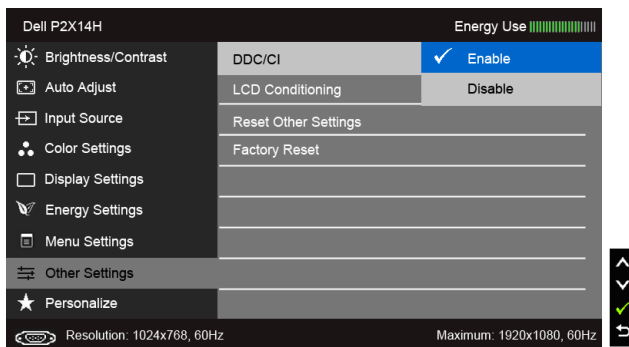 Dell P2X14H Energy Use
Brightness/Contrast DDC/CI Enable
Auto Adjust LCD Conditioning Disable
Input Source Reset Other Settings
Color Settings Factory Reset
Display Settings
Energy Settings
Menu Settings
Other Settings
Personalize
Resolution: 1024x768, 60Hz Maximum: 1920x1080, 60Hz